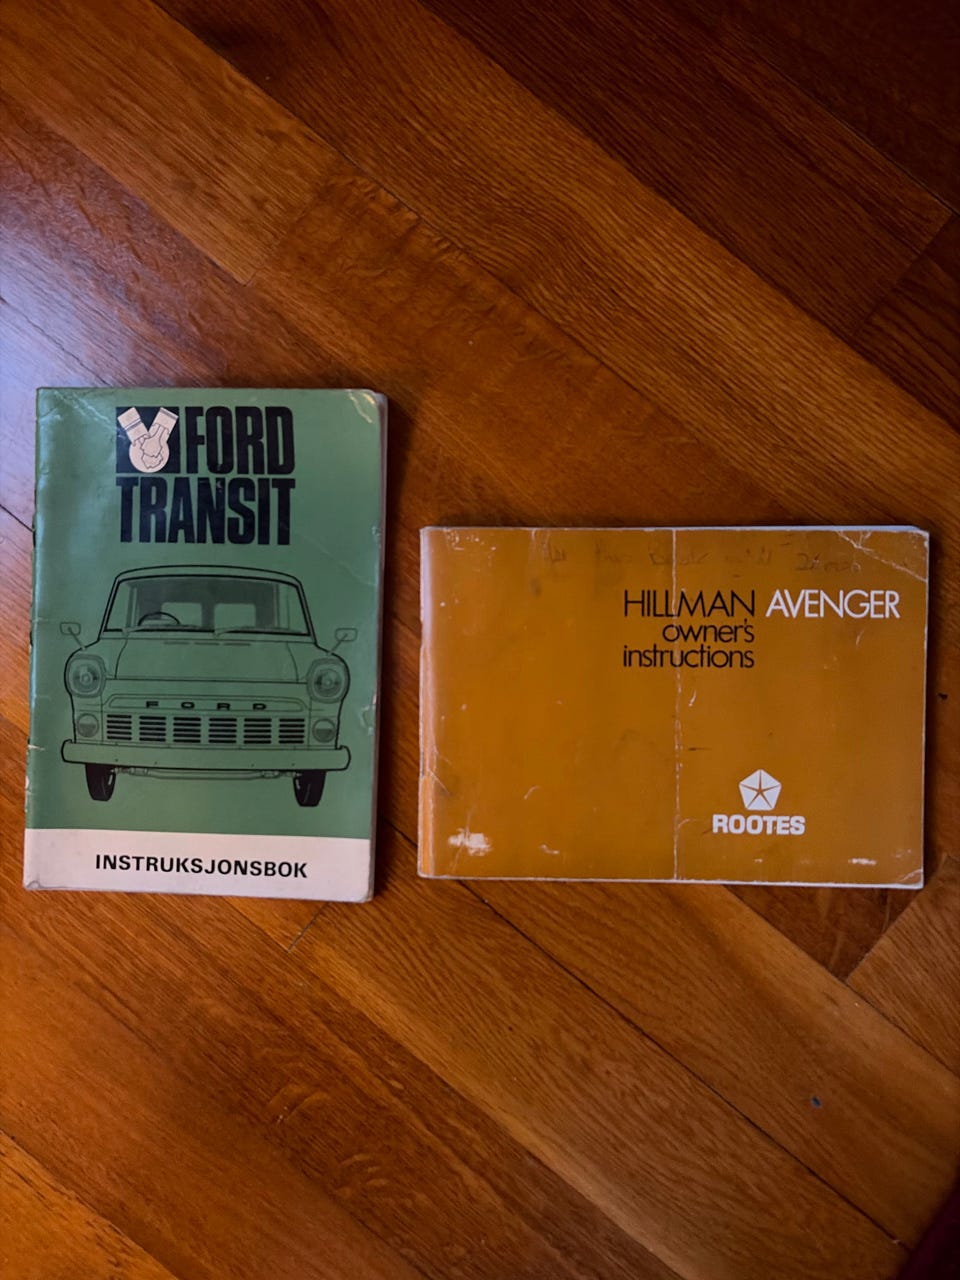 FORD
TRANSIT
FORD
INSTRUKSJONSBOK
HILLMAN AVENGER
owner's
instructions
ROOTES